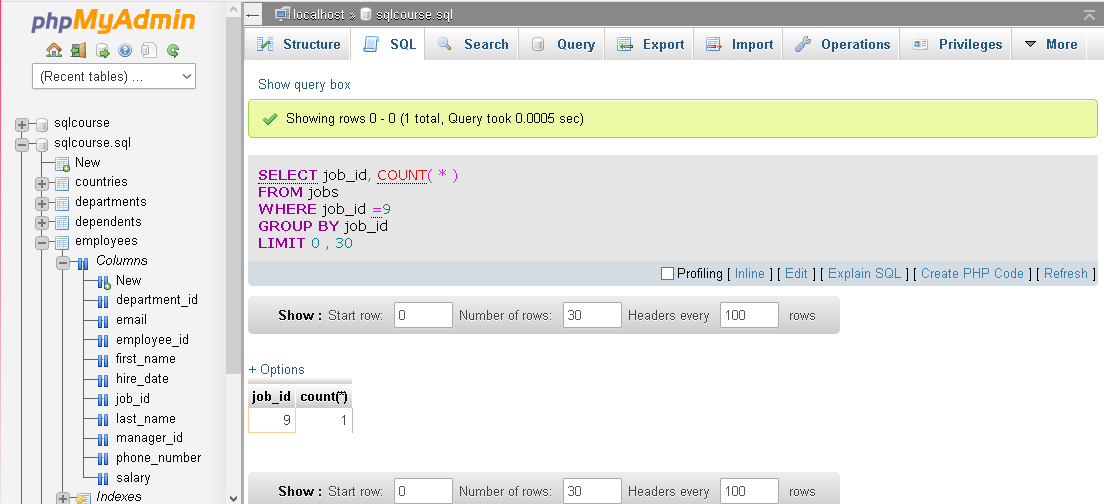 phpMyAdmin
(Recent tables) ...
sqlcourse
sqlcourse.sql
New
countries
departments
dependents
employees
Columns
New
department_id
email
employee_id
first_name
hire_date
job_id
last_name
manager_id
phone_number
salary
Indexes
localhost » sqlcourse.sql
Structure SQL Search Query Export Import Operations Privileges More
Show query box
Showing rows 0 - 0 (1 total, Query took 0.0005 sec)
SELECT job_id, COUNT( * )
FROM jobs
WHERE job_id =9
GROUP BY job_id
LIMIT 0 , 30
Profiling [ Inline ] [ Edit ] [ Explain SQL ] [ Create PHP Code ] [ Refresh ]
Show : Start row: 0 Number of rows: 30 Headers every 100 rows
+ Options
job_id count(*)
9 1
Show : Start row: 0 Number of rows: 30 Headers every 100 rows